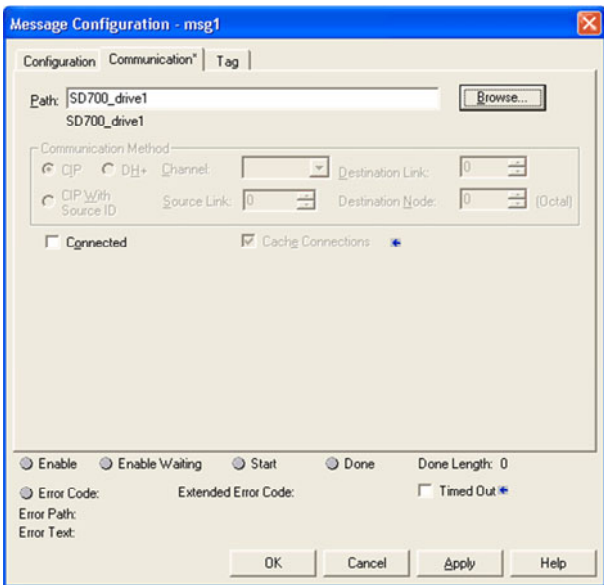 Message Configuration - msg1
Configuration Communication* Tag
Path: SD700_drive1 Browse...
SD700_drive1
Communication Method
CIP DH+ Channel: Destination Link: 0
CIP With Source ID Source Link: 0 Destination Node: 0 (Octal)
Connected Cache Connections
Enable Enable Waiting Start Done Done Length: 0
Error Code: Extended Error Code: Timed Out
Error Path:
Error Text:
OK Cancel Apply Help